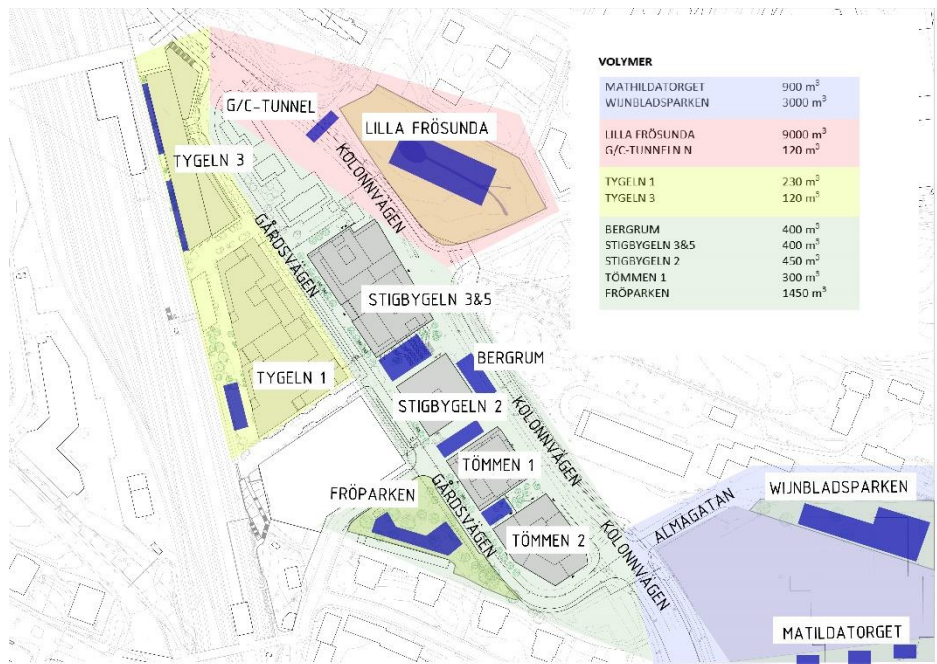 VOLYMER
MATHILDATORGET 900 m³
WIJNBLADSPARKEN 3000 m³
LILLA FRÖSUNDA 9000 m³
G/C-TUNNELN N 120 m³
TYGELN 1 230 m³
TYGELN 3 120 m³
BERGRUM 400 m³
STIGBYGELN 3&5 400 m³
STIGBYGELN 2 450 m³
TÖMMEN 1 300 m³
FRÖPARKEN 1450 m³
G/C-TUNNEL
LILLA FRÖSUNDA
KOLONNVÄGEN
TYGELN 3
GÅRDSVÄGEN
STIGBYGELN 3&5
BERGRUM
TYGELN 1
STIGBYGELN 2
KOLONNVÄGEN
TÖMMEN 1
FRÖPARKEN
GÅRDSVÄGEN
TÖMMEN 2
KOLONNVÄGEN
ALMAGATAN
WIJNBLADSPARKEN
MATILDATORGET